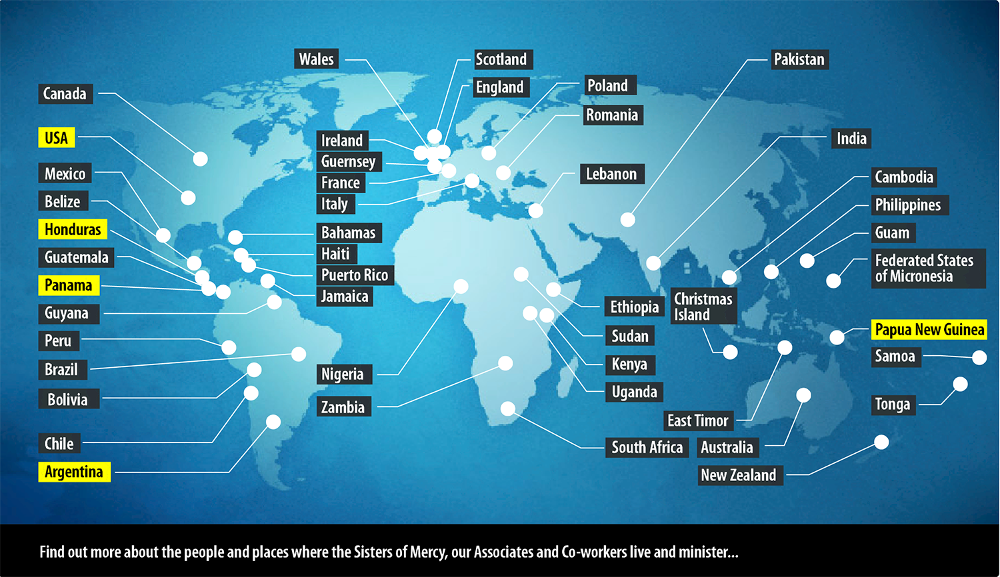 Wales
Scotland
Pakistan
England
Poland
Canada
Romania
USA
Ireland
India
Guernsey
Mexico
Lebanon
Cambodia
France
Belize
Italy
Philippines
Honduras
Bahamas
Guam
Guatemala
Haiti
Federated States
of Micronesia
Puerto Rico
Panama
Jamaica
Christmas
Island
Ethiopia
Guyana
Papua New Guinea
Sudan
Peru
Samoa
Kenya
Brazil
Nigeria
Uganda
Bolivia
Zambia
Tonga
East Timor
Chile
South Africa
Australia
Argentina
New Zealand
Find out more about the people and places where the Sisters of Mercy, our Associates and Co-workers live and minister...